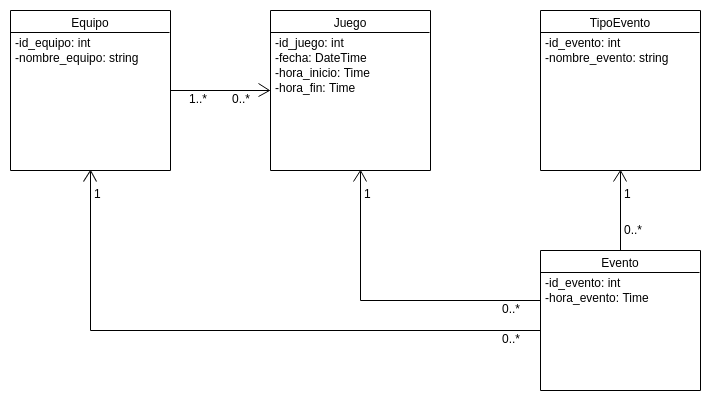 Equipo
-id_equipo: int
-nombre_equipo: string
Juego
-id_juego: int
-fecha: DateTime
-hora_inicio: Time
-hora_fin: Time
TipoEvento
-id_evento: int
-nombre_evento: string
1..*
0..*
1
1
1
0..*
Evento
-id_evento: int
-hora_evento: Time
0..*
0..*